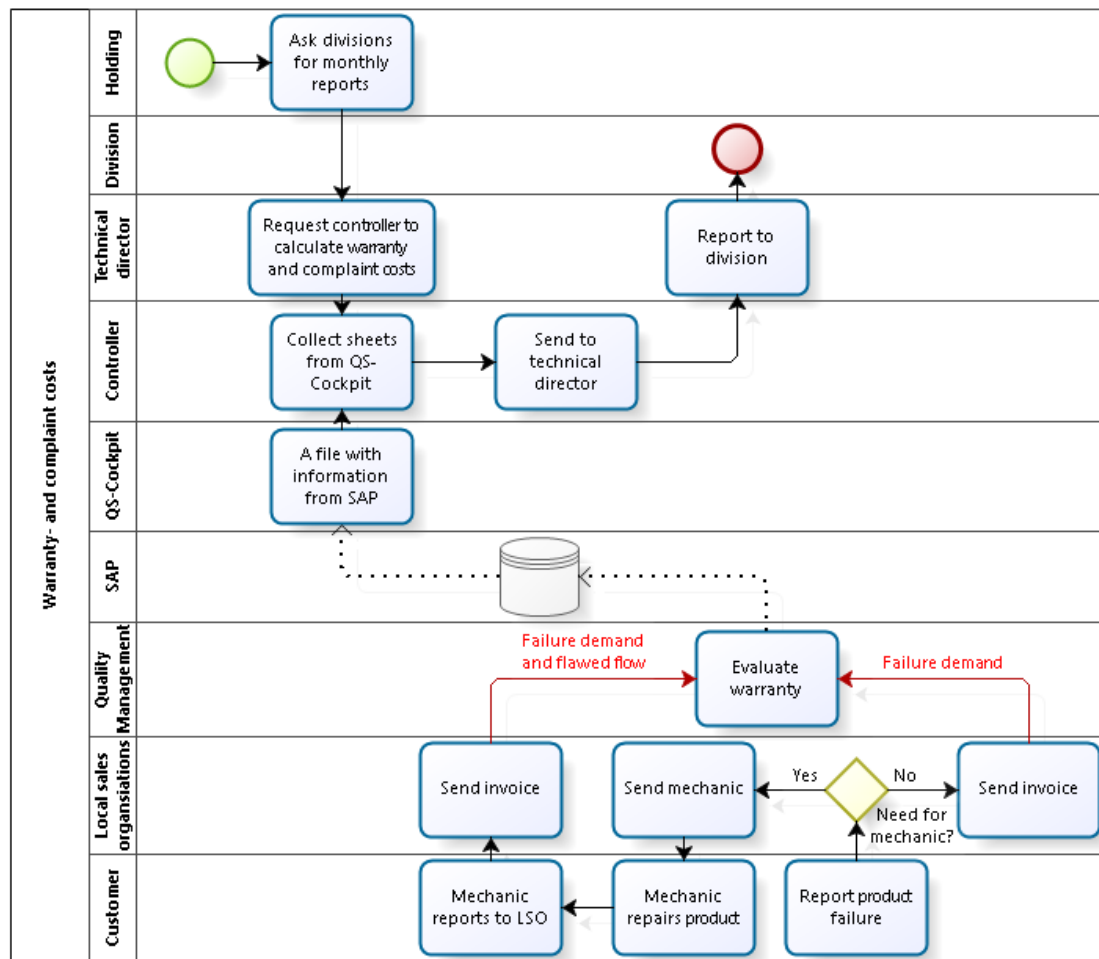 Warranty- and complaint costs
Holding
Ask divisions
for monthly
reports
Division
Technical
director
Request controller to
calculate warranty
and complaint costs
Report to
division
Controller
Collect sheets
from QS-
Cockpit
Send to
technical
director
QS-Cockpit
A file with
information
from SAP
SAP
Quality
Management
Failure demand
and flawed flow
Evaluate
warranty
Failure demand
Local sales
organsiations
Send invoice
Send mechanic
Yes
No
Need for
mechanic?
Send invoice
Customer
Mechanic
reports to LSO
Mechanic
repairs product
Report product
failure